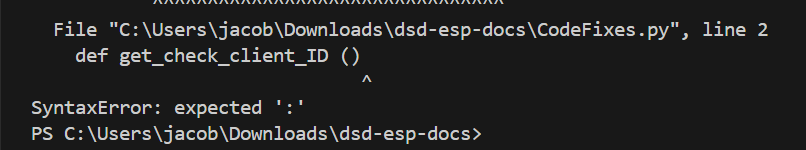 File "C:\Users\jacob\Downloads\dsd-esp-docs\CodeFixes.py", line 2
def get_check_client_ID ()
^
SyntaxError: expected ':'
PS C:\Users\jacob\Downloads\dsd-esp-docs>